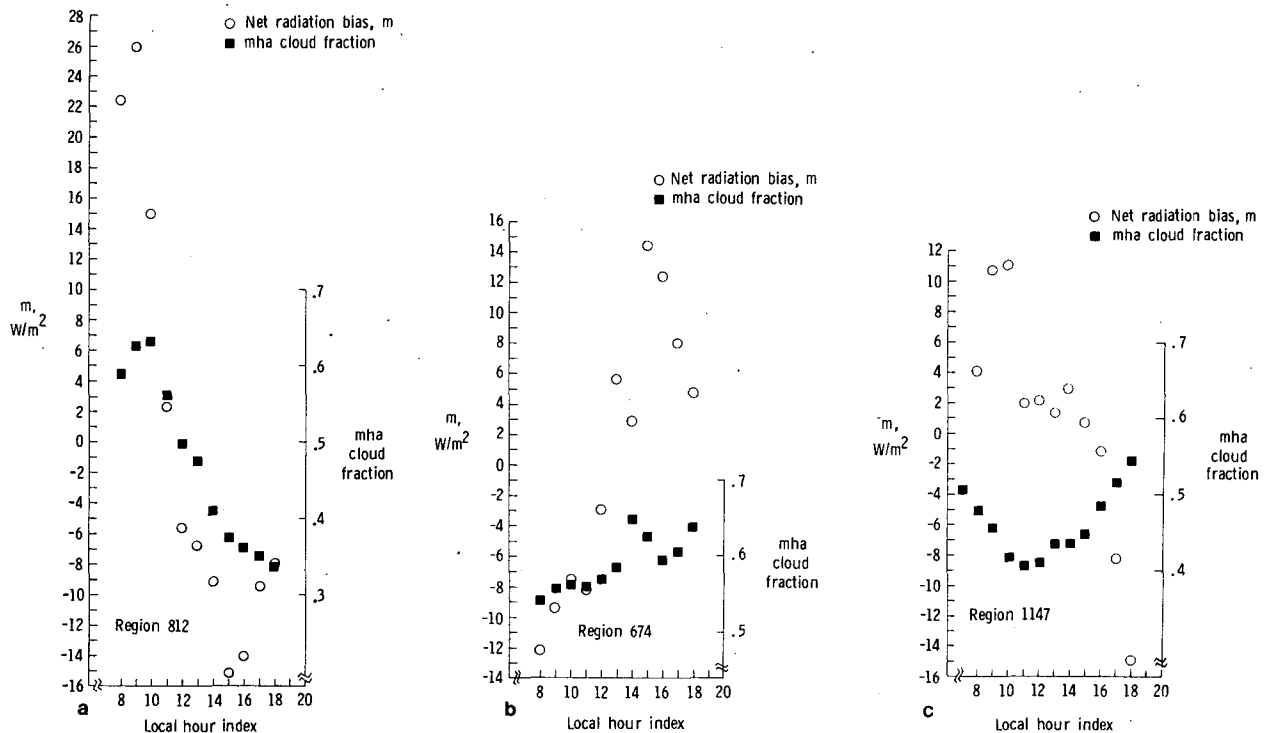 ○ Net radiation bias, m
■ mha cloud fraction
28
26
24
22
20
18
16
14
12
10
8
6
4
2
0
-2
-4
-6
-8
-10
-12
-14
-16
m,
W/m²
.7
.6
.5
.4
.3
mha
cloud
fraction
Region 812
8 10 12 14 16 18 20
a
Local hour index
○ Net radiation bias, m
■ mha cloud fraction
16
14
12
10
8
6
4
2
0
-2
-4
-6
-8
-10
-12
-14
m,
W/m²
.7
.6
.5
mha
cloud
fraction
Region 674
8 10 12 14 16 18 20
b
Local hour index
○ Net radiation bias, m
■ mha cloud fraction
12
10
8
6
4
2
0
-2
-4
-6
-8
-10
-12
-14
-16
m,
W/m²
.7
.6
.5
.4
mha
cloud
fraction
Region 1147
8 10 12 14 16 18 20
c
Local hour index